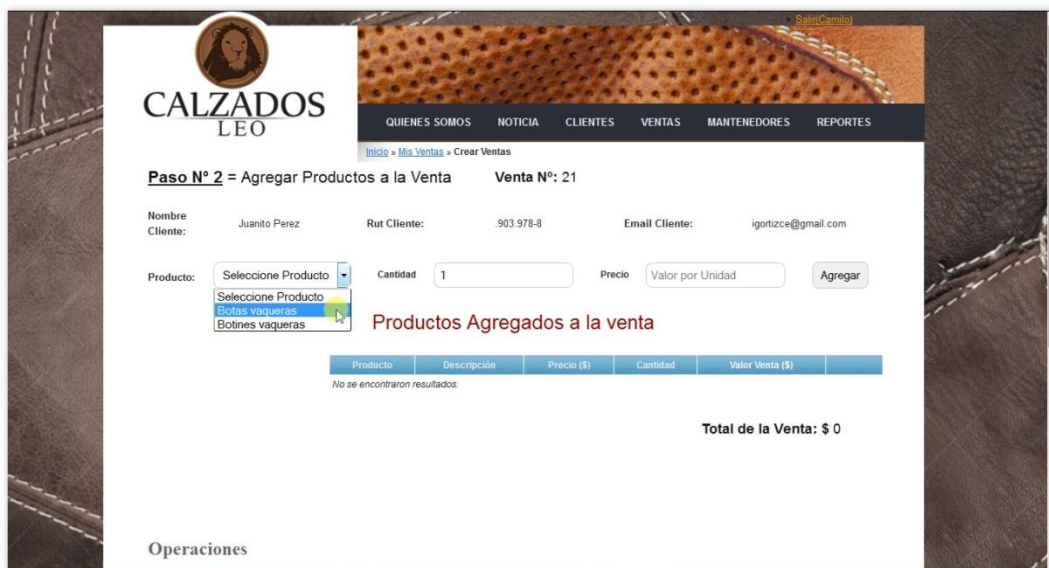 Salir(Camilo)
CALZADOS
LEO
QUIENES SOMOS NOTICIA CLIENTES VENTAS MANTENEDORES REPORTES
Inicio » Mis Ventas » Crear Ventas
Paso Nº 2 = Agregar Productos a la Venta Venta Nº: 21
Nombre Cliente: Juanito Perez Rut Cliente: .903.978-8 Email Cliente: igortizce@gmail.com
Producto: Seleccione Producto Cantidad 1 Precio Valor por Unidad Agregar
Seleccione Producto
Botas vaqueras
Botines vaqueras
Productos Agregados a la venta
Producto Descripción Precio ($) Cantidad Valor Venta ($)
No se encontraron resultados.
Total de la Venta: $ 0
Operaciones